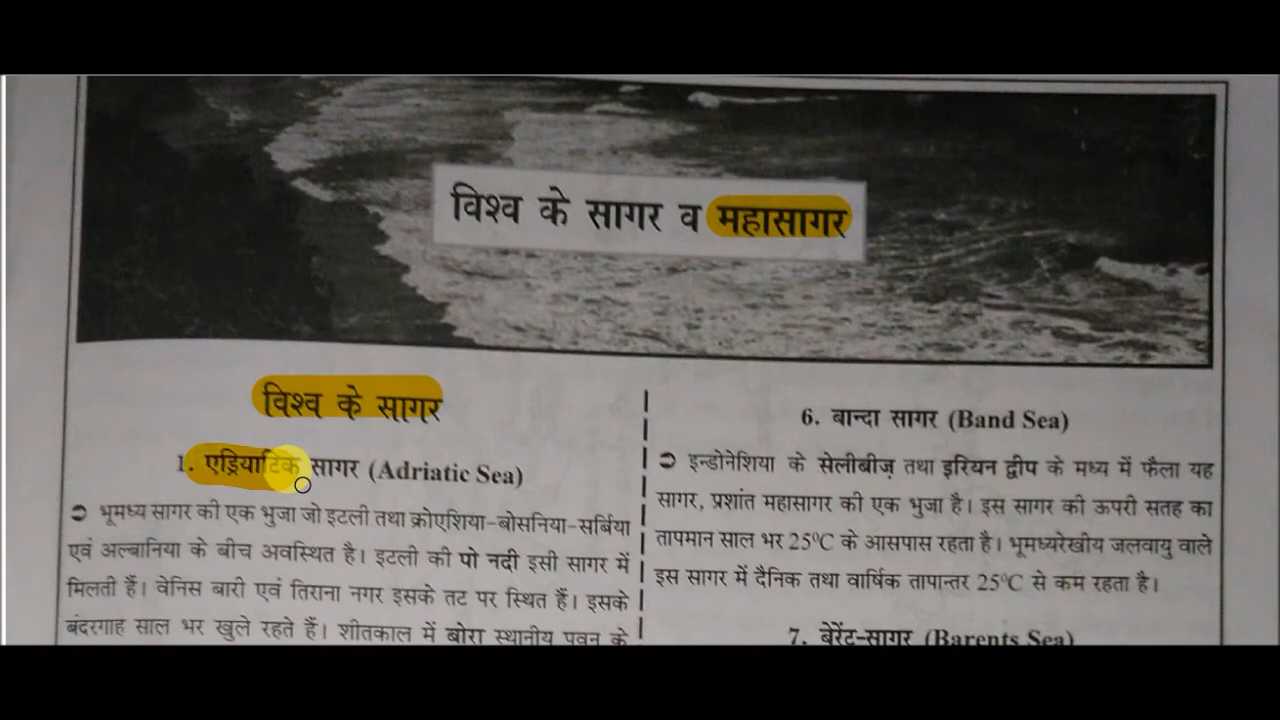 विश्व के सागर व महासागर
विश्व के सागर
1. एड्रियाटिक सागर (Adriatic Sea)
➲ भूमध्य सागर की एक भुजा जो इटली तथा क्रोएशिया-बोसनिया-सर्बिया
एवं अल्बानिया के बीच अवस्थित है। इटली की पो नदी इसी सागर में
मिलती हैं। वेनिस बारी एवं तिराना नगर इसके तट पर स्थित हैं। इसके
बंदरगाह साल भर खुले रहते हैं। शीतकाल में बोरा स्थानीय पवन के
6. बान्दा सागर (Band Sea)
➲ इन्डोनेशिया के सेलीबीज़ तथा इरियन द्वीप के मध्य में फैला यह
सागर, प्रशांत महासागर की एक भुजा है। इस सागर की ऊपरी सतह का
तापमान साल भर 25⁰C के आसपास रहता है। भूमध्यरेखीय जलवायु वाले
इस सागर में दैनिक तथा वार्षिक तापान्तर 25⁰C से कम रहता है।
7. बेरेंट-सागर (Barents Sea)